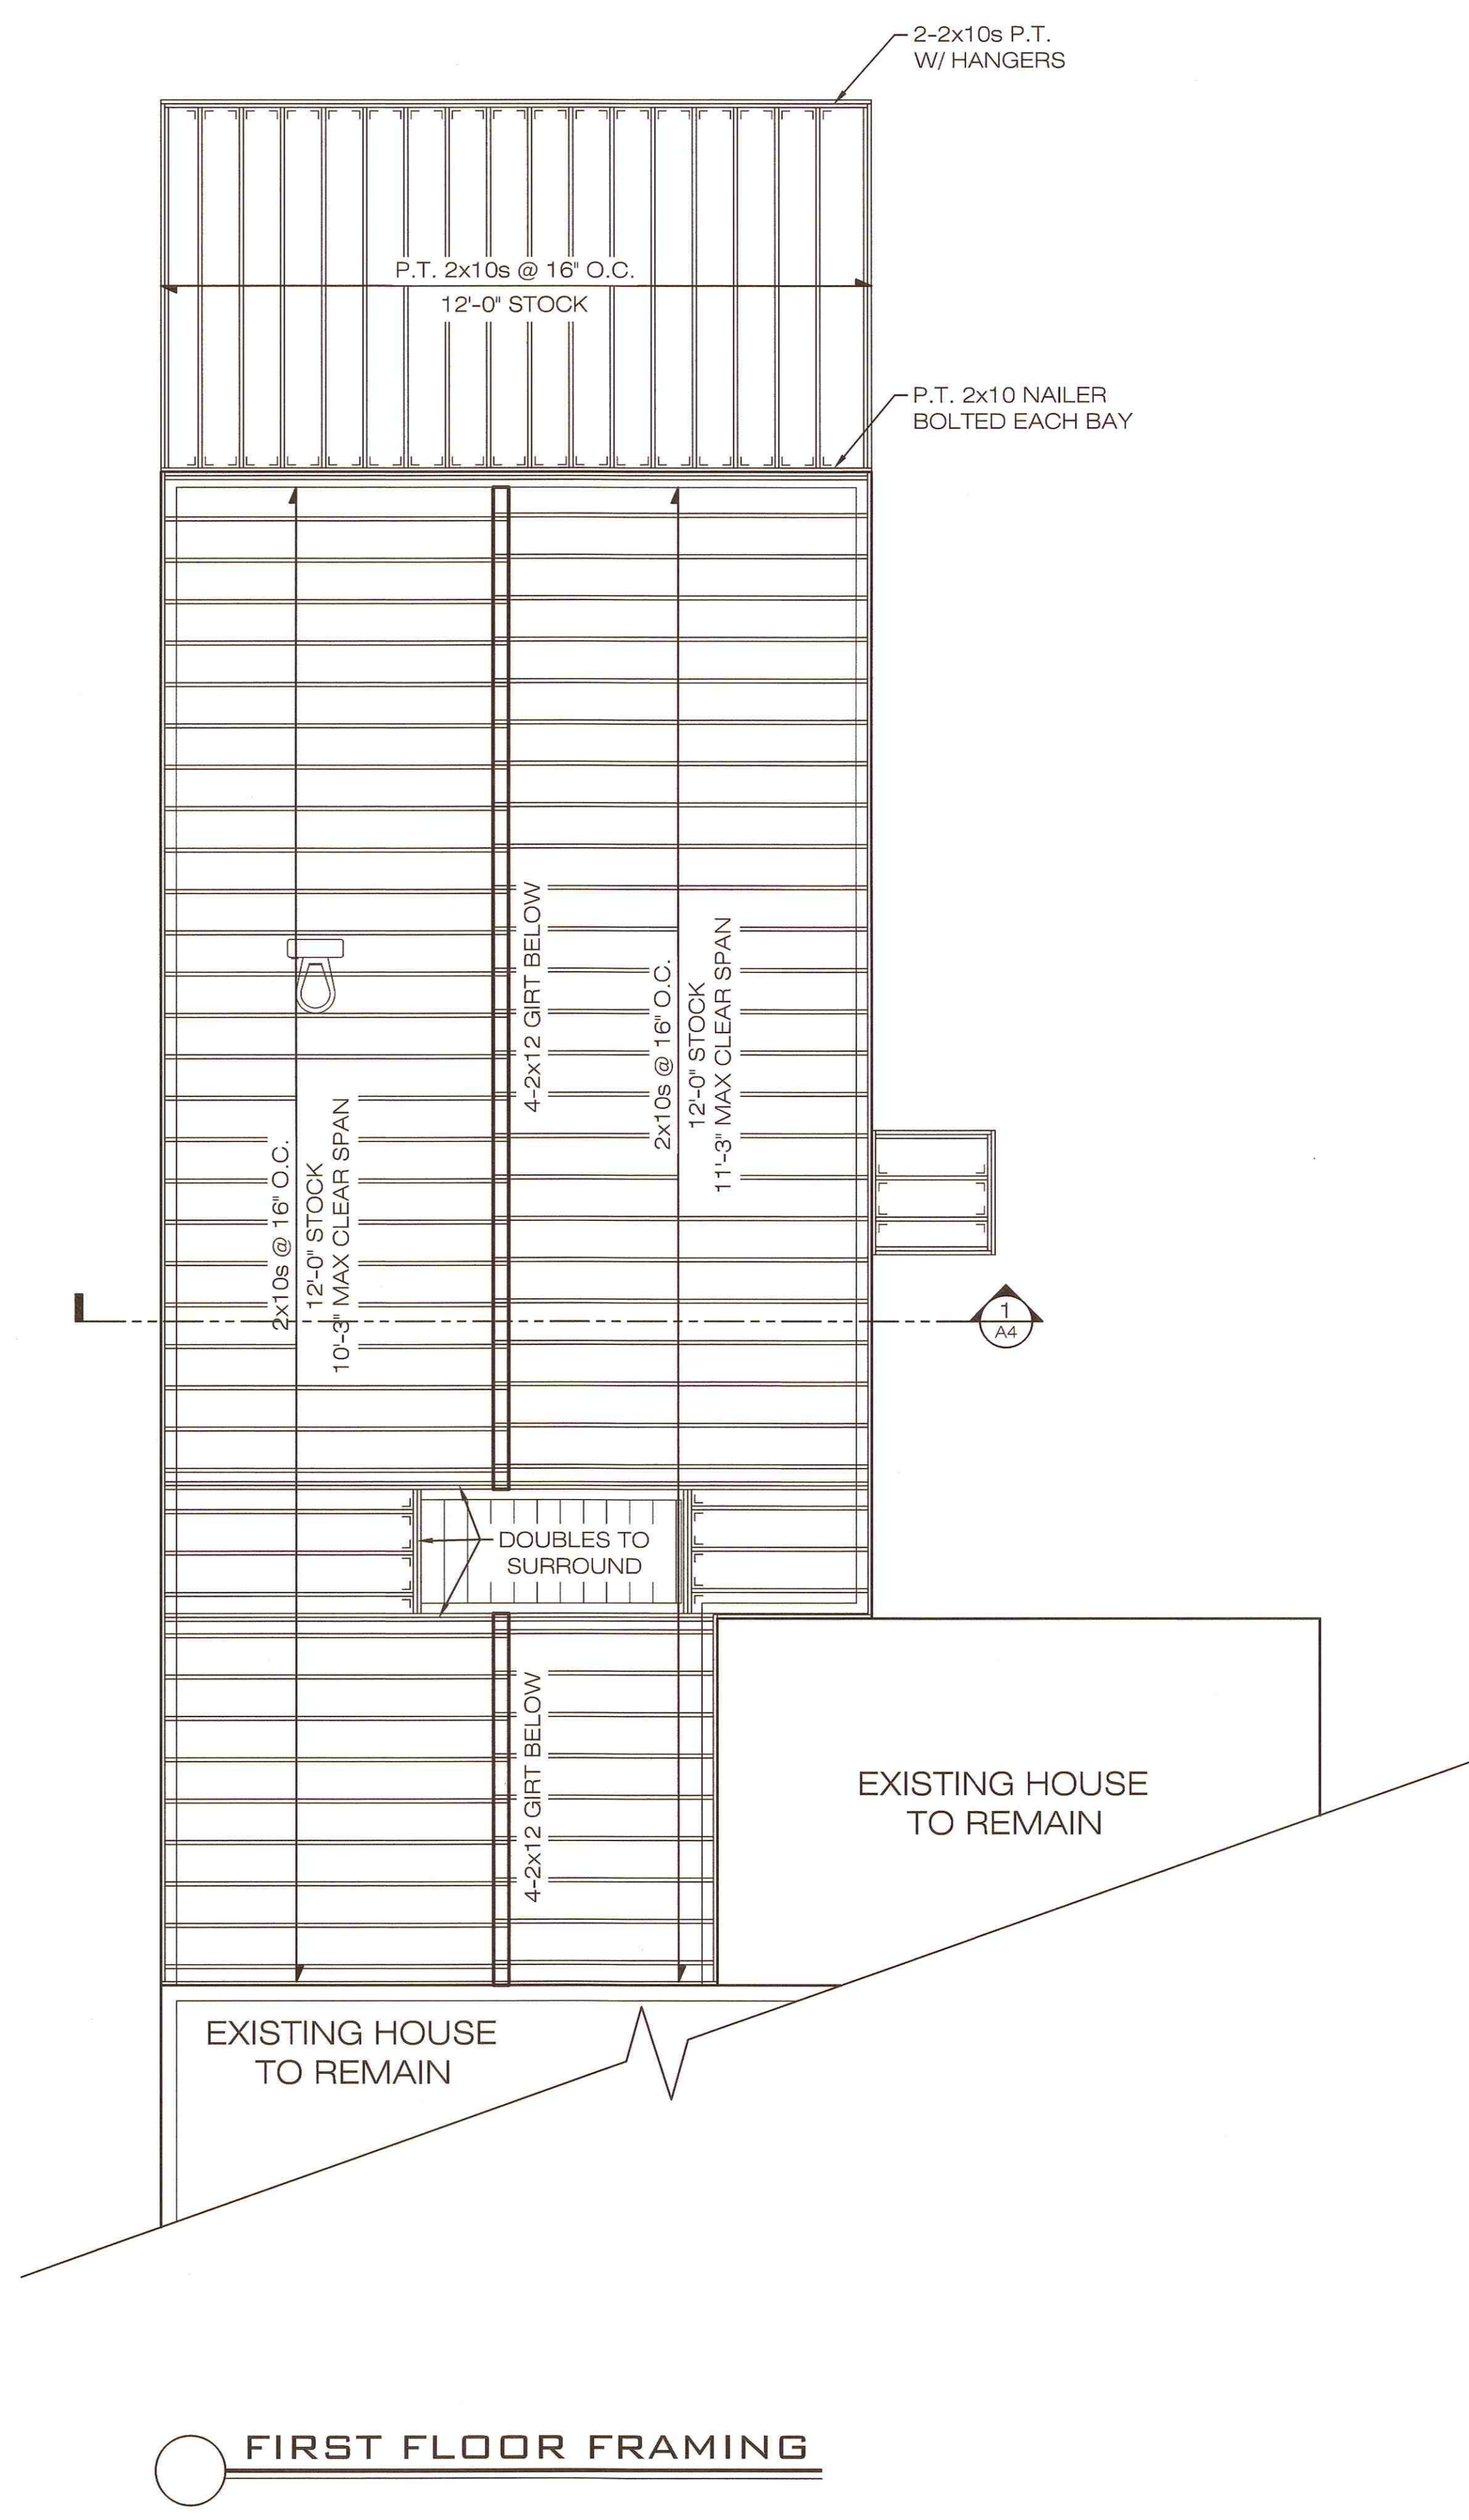 2-2x10s P.T.
W/ HANGERS
P.T. 2x10s @ 16" O.C.
12'-0" STOCK
P.T. 2x10 NAILER
BOLTED EACH BAY
4-2x12 GIRT BELOW
2x10s @ 16" O.C.
12'-0" STOCK
11'-3" MAX CLEAR SPAN
2x10s @ 16" O.C.
12'-0" STOCK
10'-3" MAX CLEAR SPAN
1
A4
DOUBLES TO
SURROUND
4-2x12 GIRT BELOW
EXISTING HOUSE
TO REMAIN
EXISTING HOUSE
TO REMAIN
FIRST FLOOR FRAMING